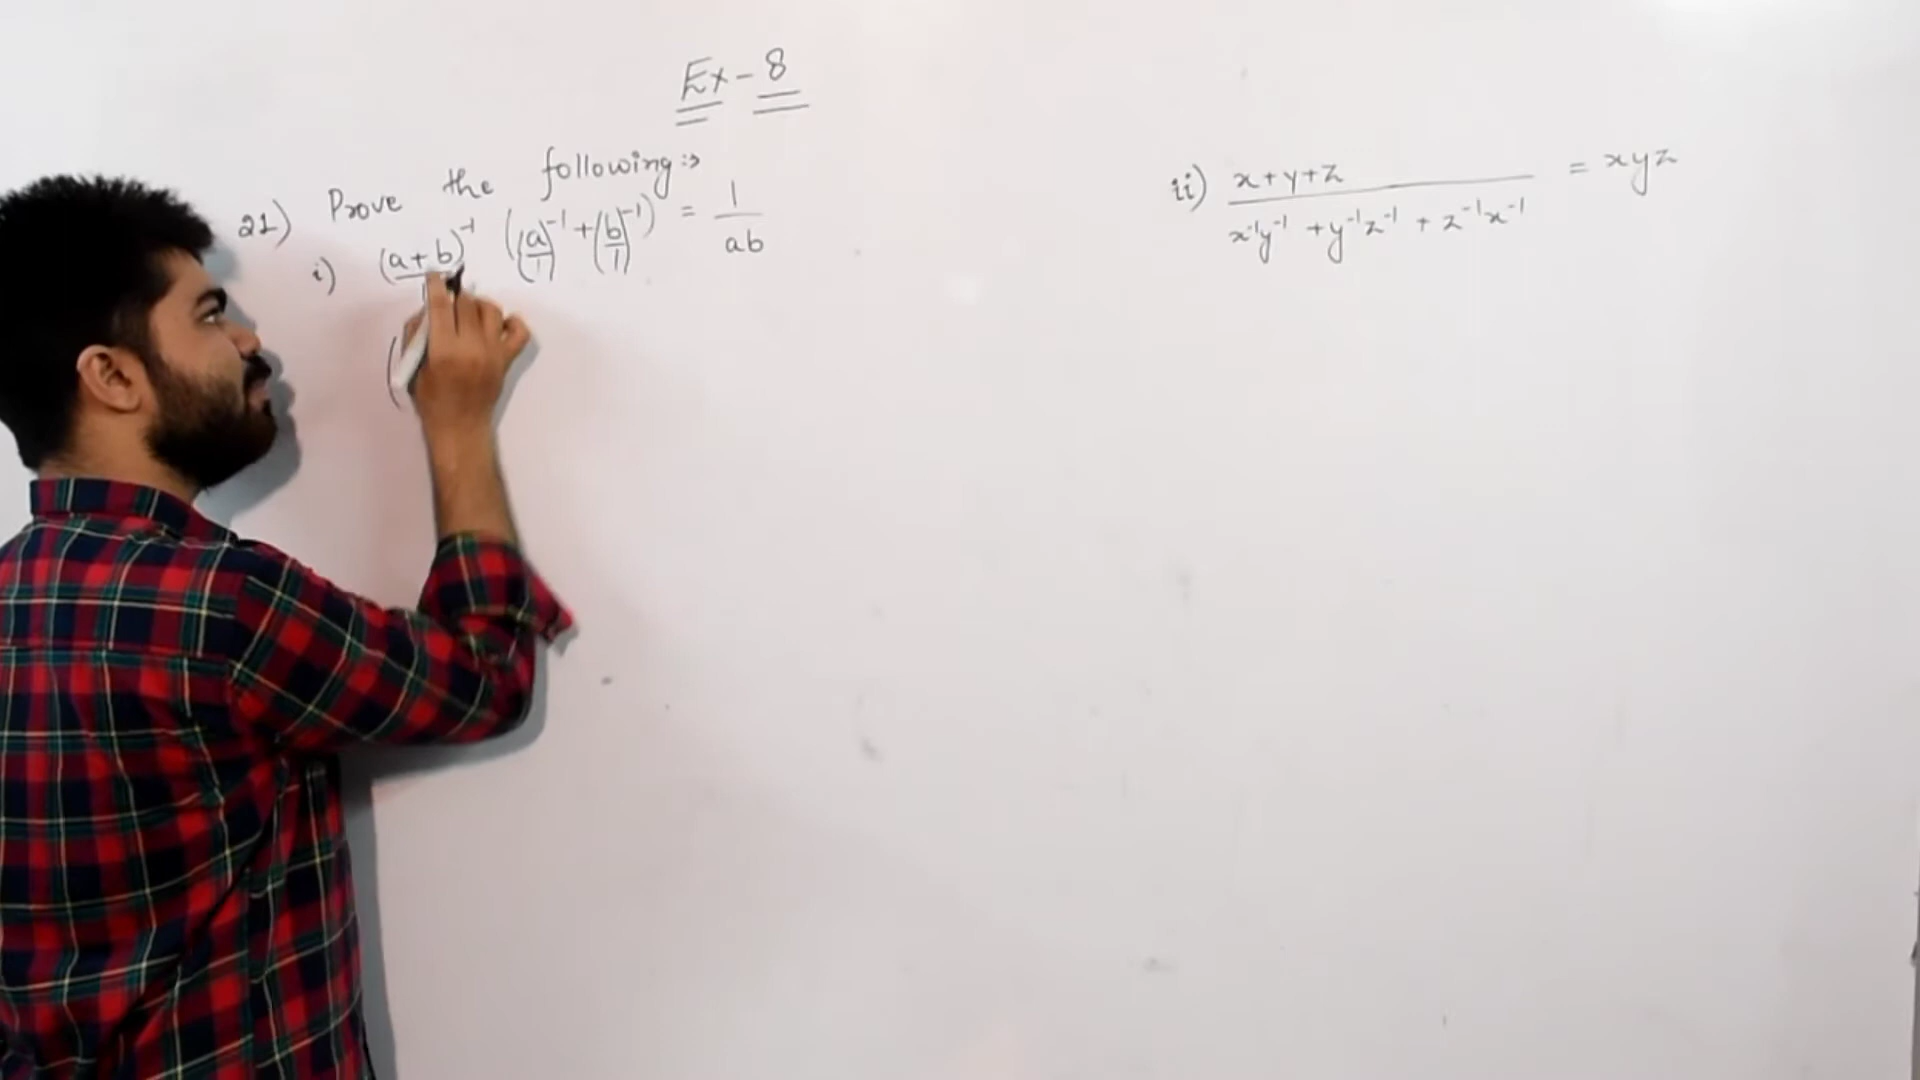 Ex - 8
21) Prove the following :→
i) ((a+b)/1)^-1 ((a/1)^-1 + (b/1)^-1) = 1/ab
(
ii) (x+y+z)/(x^-1y^-1 + y^-1z^-1 + z^-1x^-1) = xyz